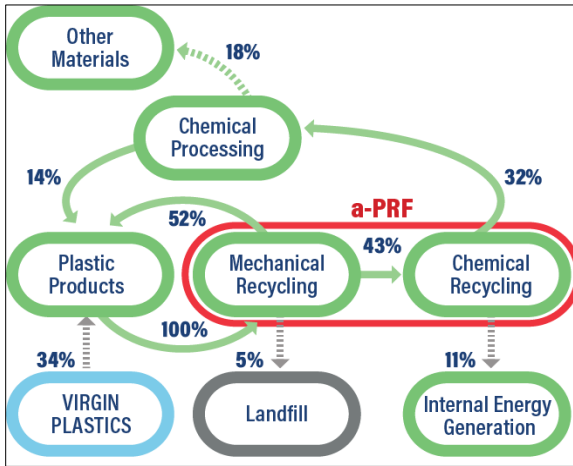 Other
Materials
18%
Chemical
Processing
14%
32%
a-PRF
52%
43%
Plastic
Products
Mechanical
Recycling
Chemical
Recycling
100%
34%
5%
11%
VIRGIN
PLASTICS
Landfill
Internal Energy
Generation